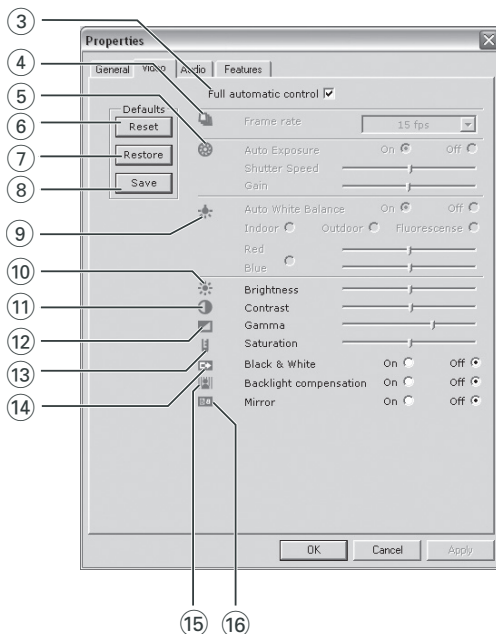 3
Properties
4
General Video Audio Features
5
Full automatic control
Defaults
6
Reset
Frame rate 15 fps
7
Restore
Auto Exposure On Off
Shutter Speed
8
Save
Gain
9
Auto White Balance On Off
Indoor Outdoor Fluorescense
Red
Blue
10
Brightness
11
Contrast
12
Gamma
13
Saturation
14
Black & White On Off
Backlight compensation On Off
Mirror On Off
OK Cancel Apply
15 16